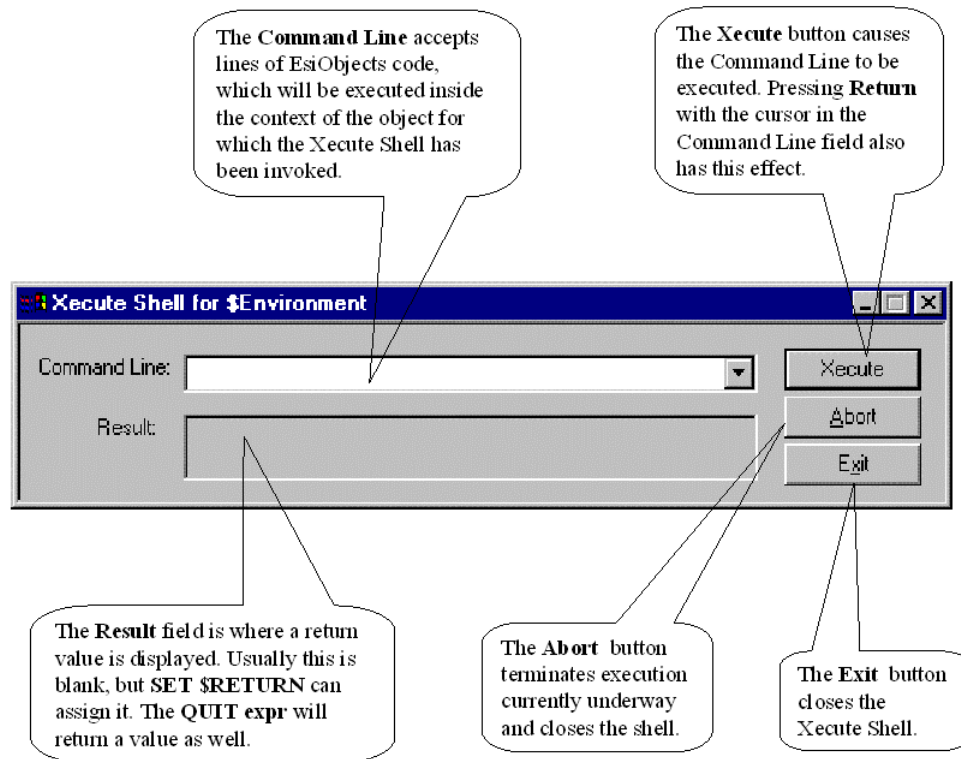 The Command Line accepts
lines of EsiObjects code,
which will be executed inside
the context of the object for
which the Xecute Shell has
been invoked.
The Xecute button causes
the Command Line to be
executed. Pressing Return
with the cursor in the
Command Line field also
has this effect.
Xecute Shell for $Environment
Command Line:
Xecute
Result:
Abort
Exit
The Result field is where a return
value is displayed. Usually this is
blank, but SET $RETURN can
assign it. The QUIT expr will
return a value as well.
The Abort button
terminates execution
currently underway
and closes the shell.
The Exit button
closes the
Xecute Shell.